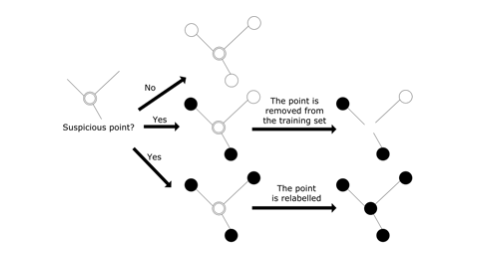 No
Suspicious point?
Yes
The point is
removed from
the training set
Yes
The point
is relabelled